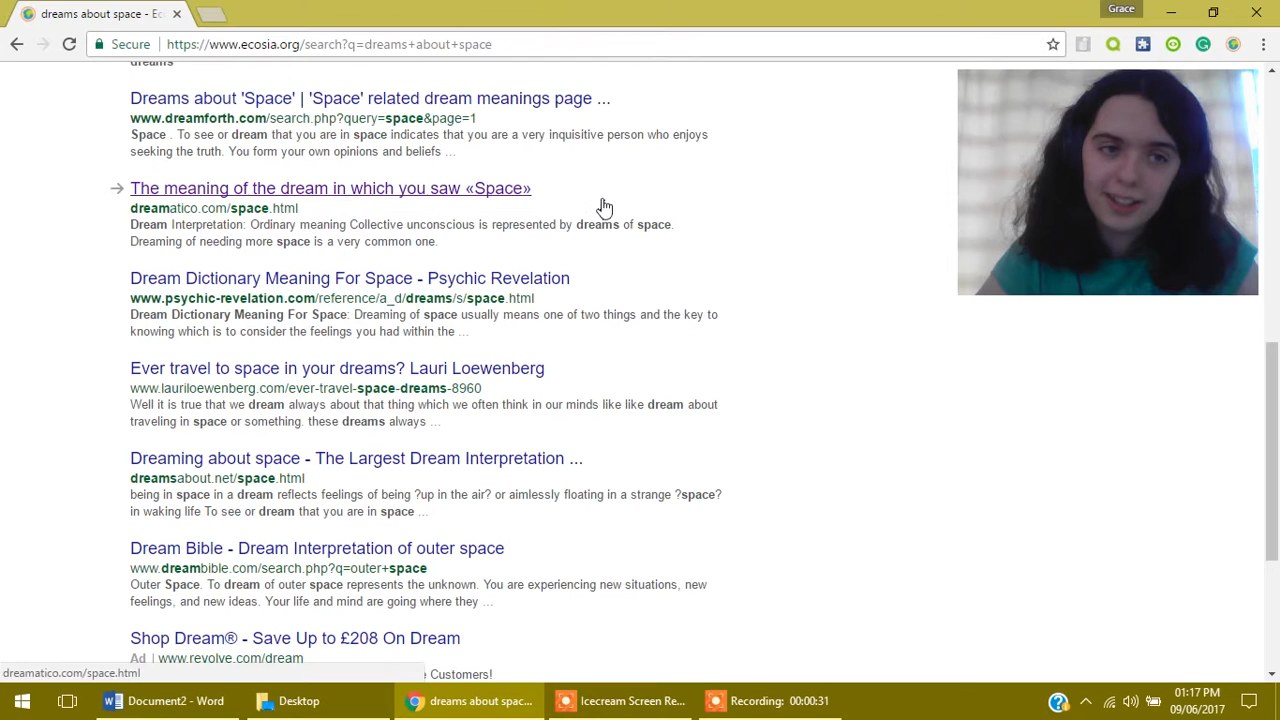 dreams about space - Ec
Grace
Secure | https://www.ecosia.org/search?q=dreams+about+space
dreams
Dreams about 'Space' | 'Space' related dream meanings page ...
www.dreamforth.com/search.php?query=space&page=1
Space . To see or dream that you are in space indicates that you are a very inquisitive person who enjoys
seeking the truth. You form your own opinions and beliefs ...
The meaning of the dream in which you saw «Space»
dreamatico.com/space.html
Dream Interpretation: Ordinary meaning Collective unconscious is represented by dreams of space.
Dreaming of needing more space is a very common one.
Dream Dictionary Meaning For Space - Psychic Revelation
www.psychic-revelation.com/reference/a_d/dreams/s/space.html
Dream Dictionary Meaning For Space: Dreaming of space usually means one of two things and the key to
knowing which is to consider the feelings you had within the ...
Ever travel to space in your dreams? Lauri Loewenberg
www.lauriloewenberg.com/ever-travel-space-dreams-8960
Well it is true that we dream always about that thing which we often think in our minds like like dream about
traveling in space or something. these dreams always ...
Dreaming about space - The Largest Dream Interpretation ...
dreamsabout.net/space.html
being in space in a dream reflects feelings of being ?up in the air? or aimlessly floating in a strange ?space?
in waking life To see or dream that you are in space ...
Dream Bible - Dream Interpretation of outer space
www.dreambible.com/search.php?q=outer+space
Outer Space. To dream of outer space represents the unknown. You are experiencing new situations, new
feelings, and new ideas. Your life and mind are going where they ...
Shop Dream® - Save Up to £208 On Dream
Ad | www.revolve.com/dream
e Customers!
dreamatico.com/space.html
Document2 - Word
Desktop
dreams about spac...
Icecream Screen Re...
Recording: 00:00:31
01:17 PM
09/06/2017